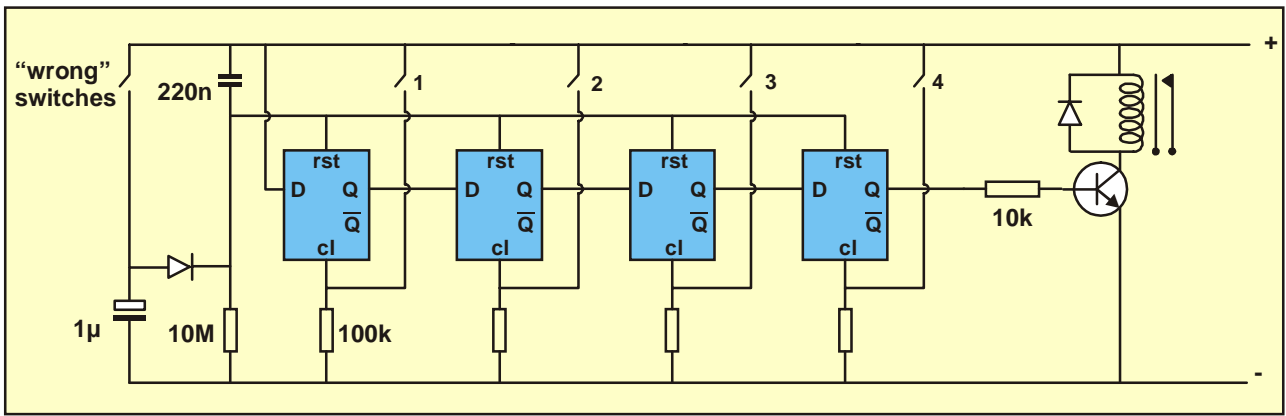 +
“wrong”
switches
220n
1
2
3
4
rst
rst
rst
rst
D Q
D Q
D Q
D Q
Q
Q
Q
Q
cl
cl
cl
cl
10k
1µ
10M
100k
-